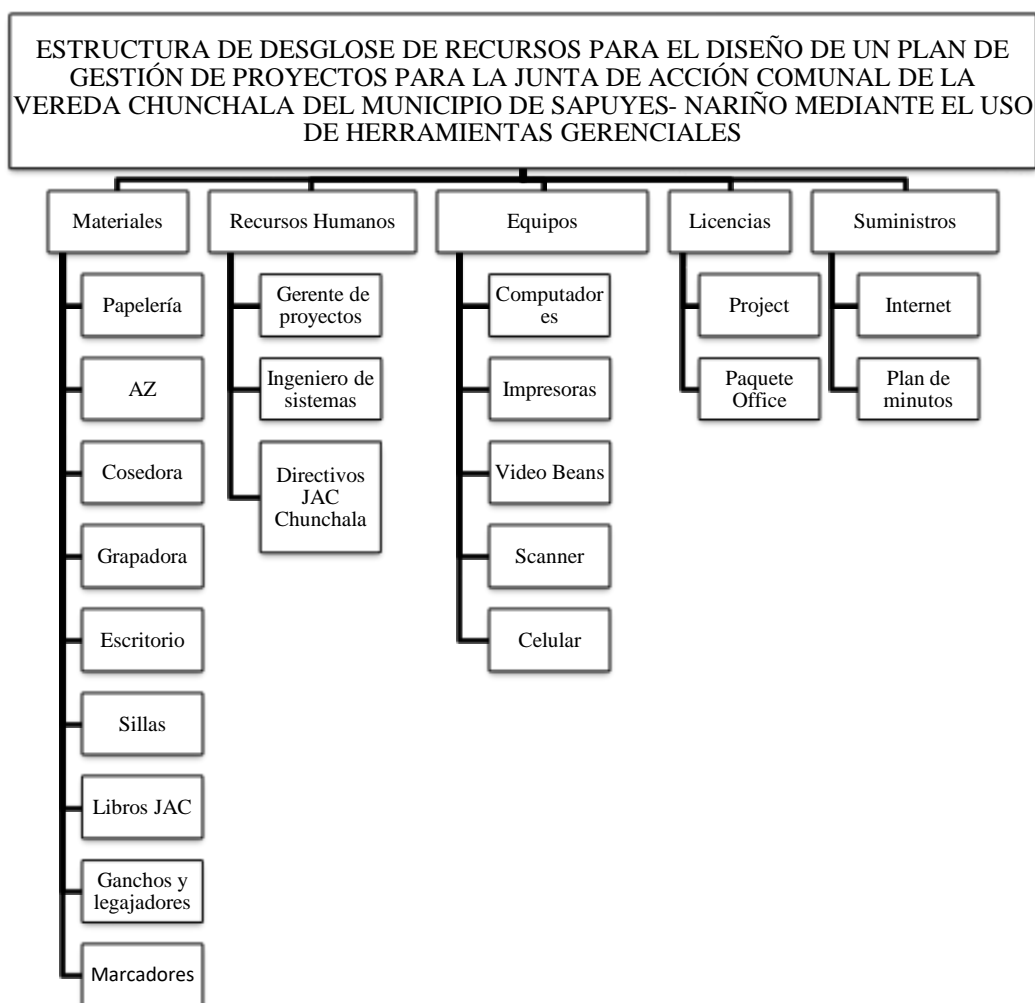 ESTRUCTURA DE DESGLOSE DE RECURSOS PARA EL DISEÑO DE UN PLAN DE
GESTIÓN DE PROYECTOS PARA LA JUNTA DE ACCIÓN COMUNAL DE LA
VEREDA CHUNCHALA DEL MUNICIPIO DE SAPUYES- NARIÑO MEDIANTE EL USO
DE HERRAMIENTAS GERENCIALES
Materiales
Papelería
AZ
Cosedora
Grapadora
Escritorio
Sillas
Libros JAC
Ganchos y
legajadores
Marcadores
Recursos Humanos
Gerente de
proyectos
Ingeniero de
sistemas
Directivos
JAC
Chunchala
Equipos
Computador
es
Impresoras
Video Beans
Scanner
Celular
Licencias
Project
Paquete
Office
Suministros
Internet
Plan de
minutos